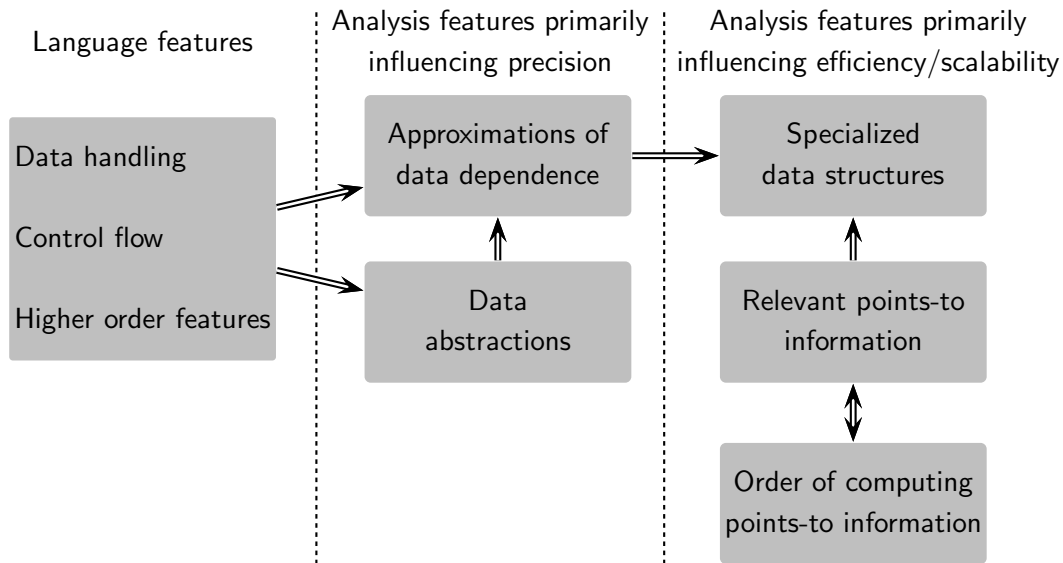 Language features
Analysis features primarily
influencing precision
Analysis features primarily
influencing efficiency/scalability
Data handling
Control flow
Higher order features
Approximations of
data dependence
Data
abstractions
Specialized
data structures
Relevant points-to
information
Order of computing
points-to information